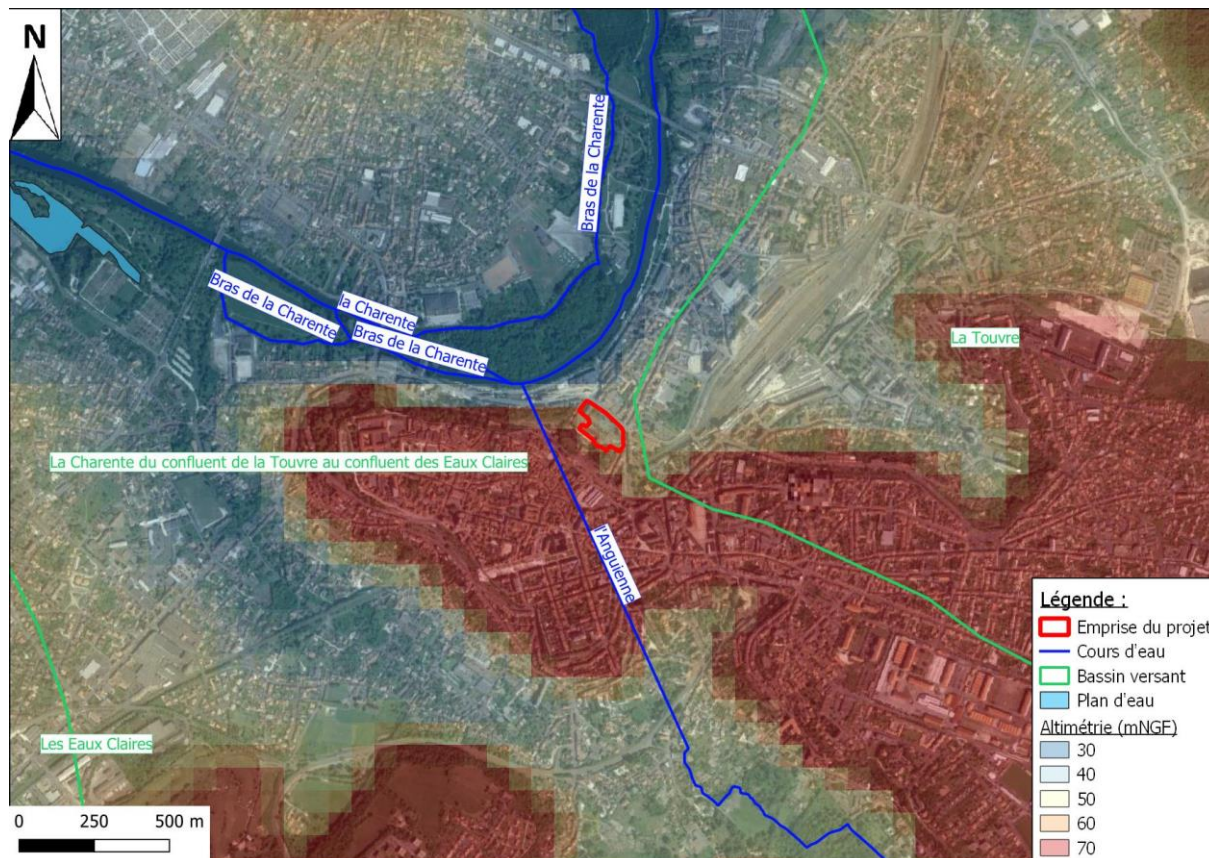 N
Bras de la Charente
Bras de la Charente
la Charente
Bras de la Charente
La Touvre
La Charente du confluent de la Touvre au confluent des Eaux Claires
l'Anguienne
Les Eaux Claires
0 250 500 m
Légende :
Emprise du projet
Cours d'eau
Bassin versant
Plan d'eau
Altimétrie (mNGF)
30
40
50
60
70